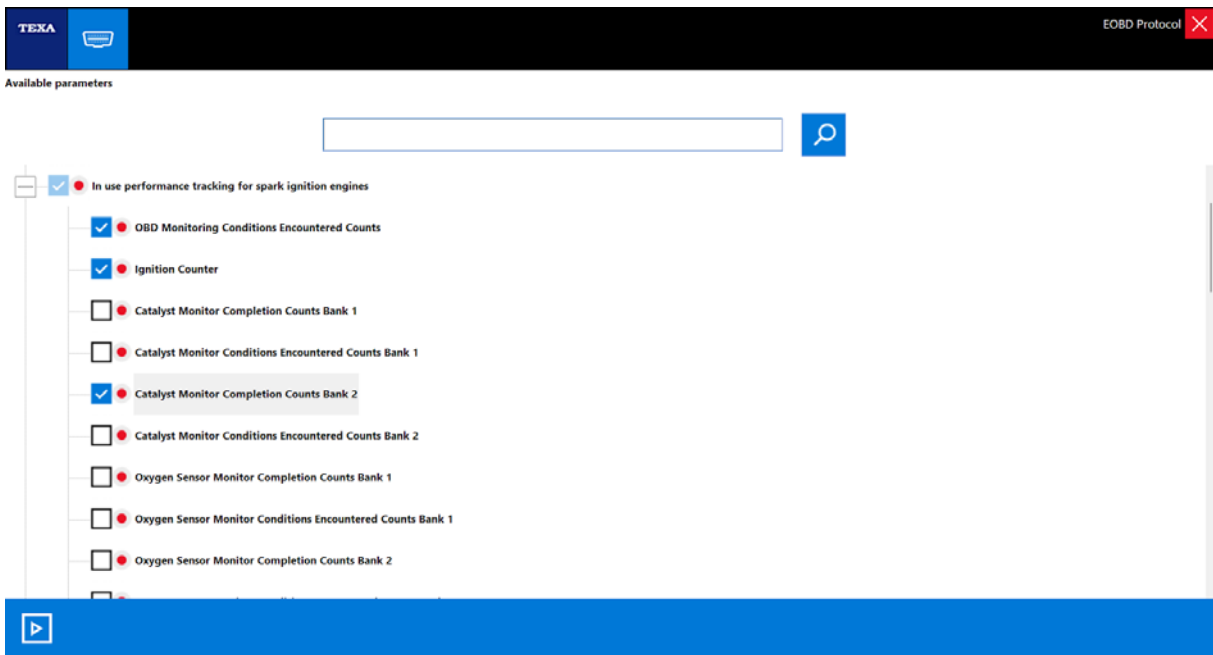 TEXA
EOBD Protocol
Available parameters
In use performance tracking for spark ignition engines
OBD Monitoring Conditions Encountered Counts
Ignition Counter
Catalyst Monitor Completion Counts Bank 1
Catalyst Monitor Conditions Encountered Counts Bank 1
Catalyst Monitor Completion Counts Bank 2
Catalyst Monitor Conditions Encountered Counts Bank 2
Oxygen Sensor Monitor Completion Counts Bank 1
Oxygen Sensor Monitor Conditions Encountered Counts Bank 1
Oxygen Sensor Monitor Completion Counts Bank 2